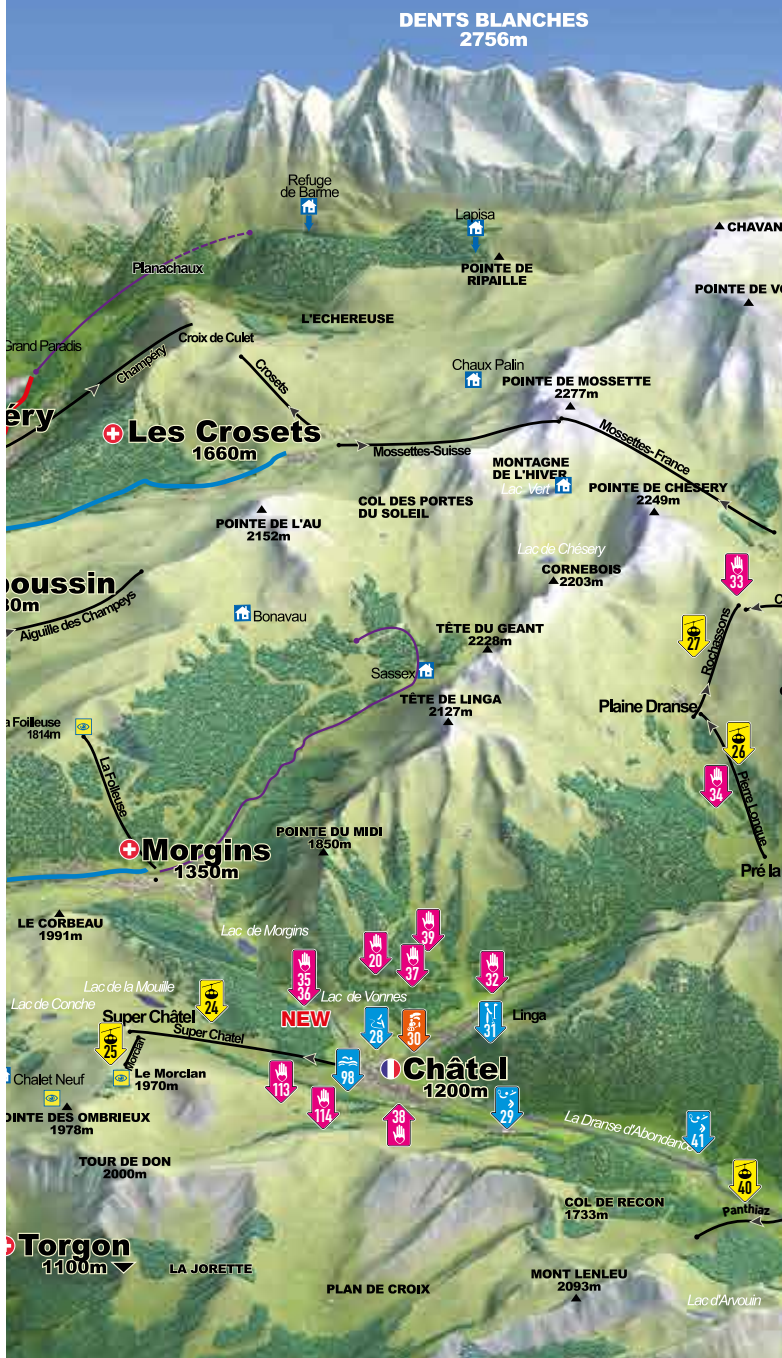 DENTS BLANCHES
2756m
Refuge
de Barme
Lapisa
CHAVAN
Planachaux
POINTE DE
RIPAILLE
POINTE DE VO
L'ECHEREUSE
Grand Paradis
Croix de Culet
Champéry
Crosets
Chaux Palin
POINTE DE MOSSETTE
2277m
éry
Les Crosets
1660m
Mossettes-Suisse
Mossettes-France
MONTAGNE
DE L'HIVER
Lac Vert
POINTE DE CHÉSERY
2249m
COL DES PORTES
DU SOLEIL
POINTE DE L'AU
2152m
Lac de Chésery
CORNEBOIS
2203m
33
poussin
80m
Aiguille des Champeys
Bonavau
TÊTE DU GEANT
2228m
27
Rochassons
C
Sassex
TÊTE DE LINGA
2127m
Plaine Dranse
a Foilleuse
1814m
La Folleuse
26
34
Pierre Longue
POINTE DU MIDI
1850m
Morgins
1350m
Pré la
LE CORBEAU
1991m
Lac de Morgins
39
20
37
32
35
36
Lac de la Mouille
Lac de Conche
24
Lac de Vonnes
NEW
Super Châtel
Super Chatel
28
30
31
Linga
25
Morclan
98
Châtel
1200m
Chalet Neuf
Le Morclan
1970m
113
114
38
29
OINTE DES OMBRIEUX
1978m
La Dranse d'Abondance
41
TOUR DE DON
2000m
40
COL DE RECON
1733m
Panthiaz
Torgon
1100m
LA JORETTE
PLAN DE CROIX
MONT LENLEU
2093m
Lac d'Arvouin